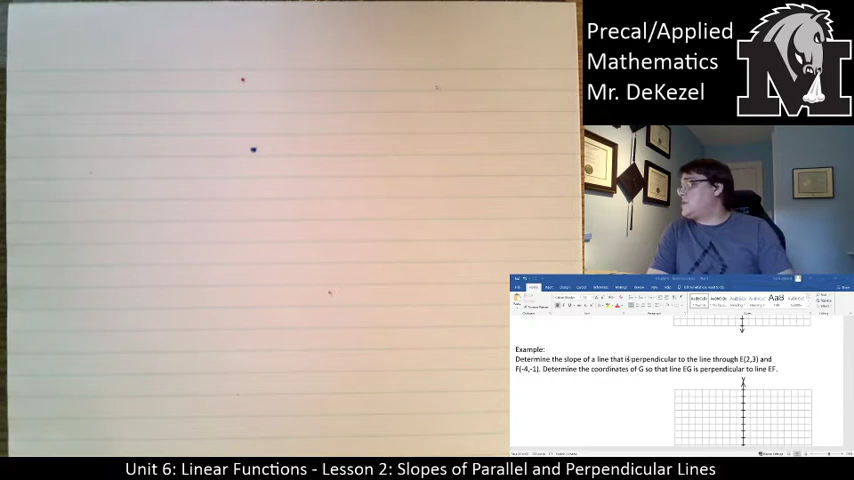 Precal/Applied
Mathematics
Mr. DeKezel
M
Example:
Determine the slope of a line that is perpendicular to the line through E(2,3) and
F(-4,-1). Determine the coordinates of G so that line EG is perpendicular to line EF.
Y
Unit 6: Linear Functions - Lesson 2: Slopes of Parallel and Perpendicular Lines